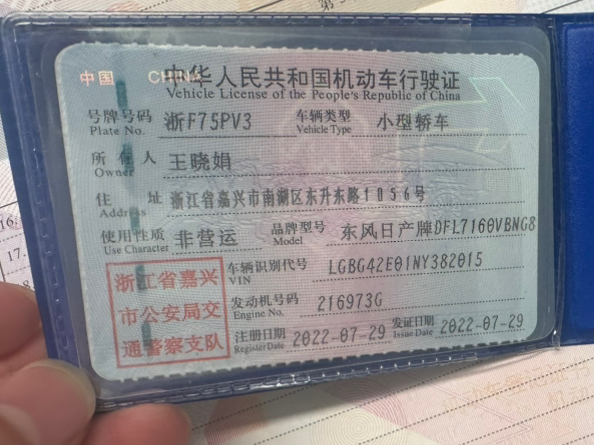 中国 CHINA
中华人民共和国机动车行驶证
Vehicle License of the People's Republic of China
号牌号码 浙F75PV3 车辆类型 小型轿车
Plate No. Vehicle Type
所有人 王晓娟
Owner
住址 浙江省嘉兴市南湖区东升东路1056号
Address
使用性质 非营运 品牌型号 东风日产牌DFL7160VBNG8
Use Character Model
浙江省嘉兴
市公安局交
通警察支队
车辆识别代号 LGBG42E01NY382015
VIN
发动机号码 216973G
Engine No.
注册日期 2022-07-29 发证日期 2022-07-29
Register Date Issue Date
16.
17.